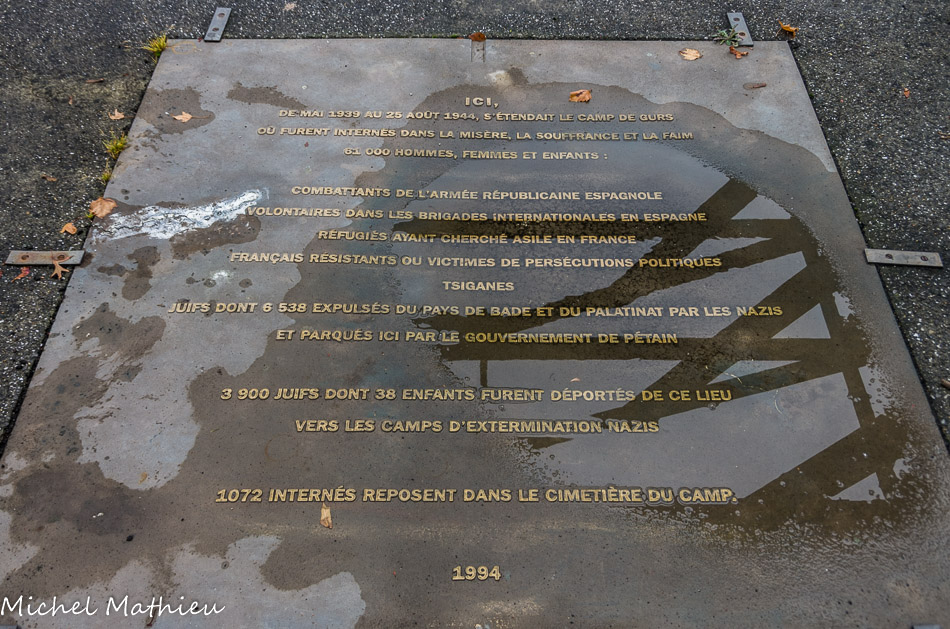 ICI,
DE MAI 1939 AU 25 AOÛT 1944, S'ÉTENDAIT LE CAMP DE GURS
OÙ FURENT INTERNÉS DANS LA MISÈRE, LA SOUFFRANCE ET LA FAIM
61 000 HOMMES, FEMMES ET ENFANTS :
COMBATTANTS DE L'ARMÉE RÉPUBLICAINE ESPAGNOLE
VOLONTAIRES DANS LES BRIGADES INTERNATIONALES EN ESPAGNE
RÉFUGIÉS AYANT CHERCHÉ ASILE EN FRANCE
FRANÇAIS RÉSISTANTS OU VICTIMES DE PERSÉCUTIONS POLITIQUES
TSIGANES
JUIFS DONT 6 538 EXPULSÉS DU PAYS DE BADE ET DU PALATINAT PAR LES NAZIS
ET PARQUÉS ICI PAR LE GOUVERNEMENT DE PÉTAIN
3 900 JUIFS DONT 38 ENFANTS FURENT DÉPORTÉS DE CE LIEU
VERS LES CAMPS D'EXTERMINATION NAZIS
1072 INTERNÉS REPOSENT DANS LE CIMETIÈRE DU CAMP.
1994
Michel Mathieu